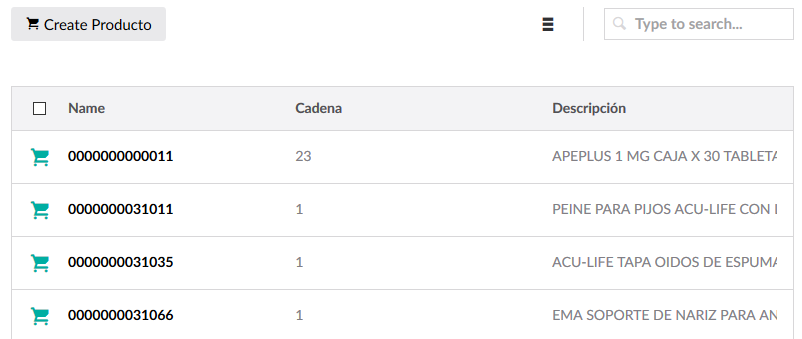 Create Producto
Type to search...
Name Cadena Descripción
0000000000011 23 APEPLUS 1 MG CAJA X 30 TABLETA
0000000031011 1 PEINE PARA PIJOS ACU-LIFE CON
0000000031035 1 ACU-LIFE TAPA OIDOS DE ESPUMA
0000000031066 1 EMA SOPORTE DE NARIZ PARA AN